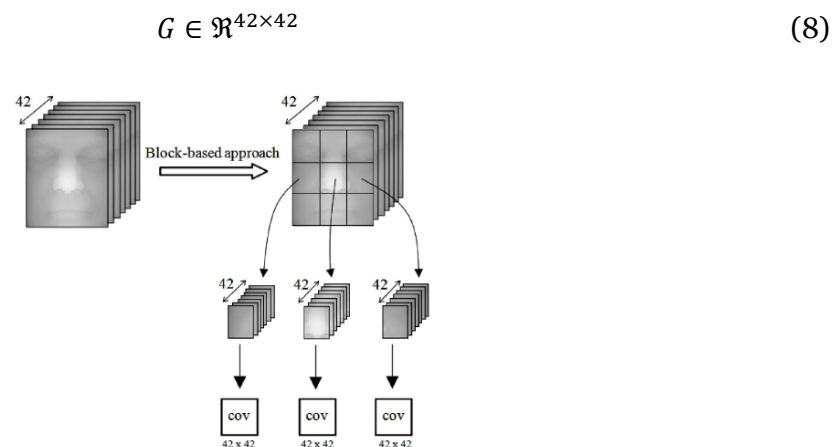 G ∈ ℜ^{42×42} (8)
42 42
Block-based approach
42 42 42
cov cov cov
42 x 42 42 x 42 42 x 42